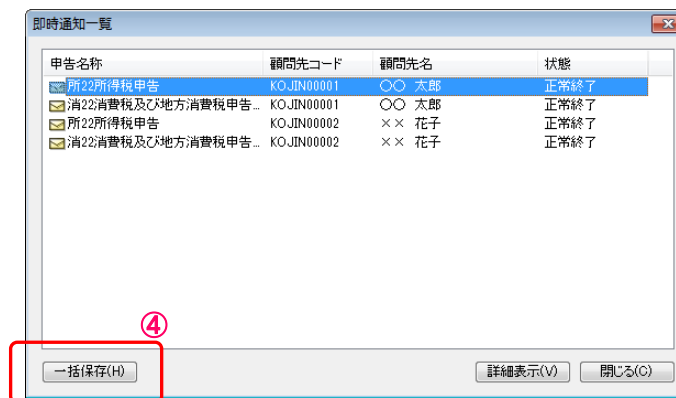 即時通知一覧
申告名称 顧問先コード 顧問先名 状態
所22所得税申告 KOJIN00001 〇〇 太郎 正常終了
消22消費税及び地方消費税申告... KOJIN00001 〇〇 太郎 正常終了
所22所得税申告 KOJIN00002 ×× 花子 正常終了
消22消費税及び地方消費税申告... KOJIN00002 ×× 花子 正常終了
④
一括保存(H) 詳細表示(V) 閉じる(C)